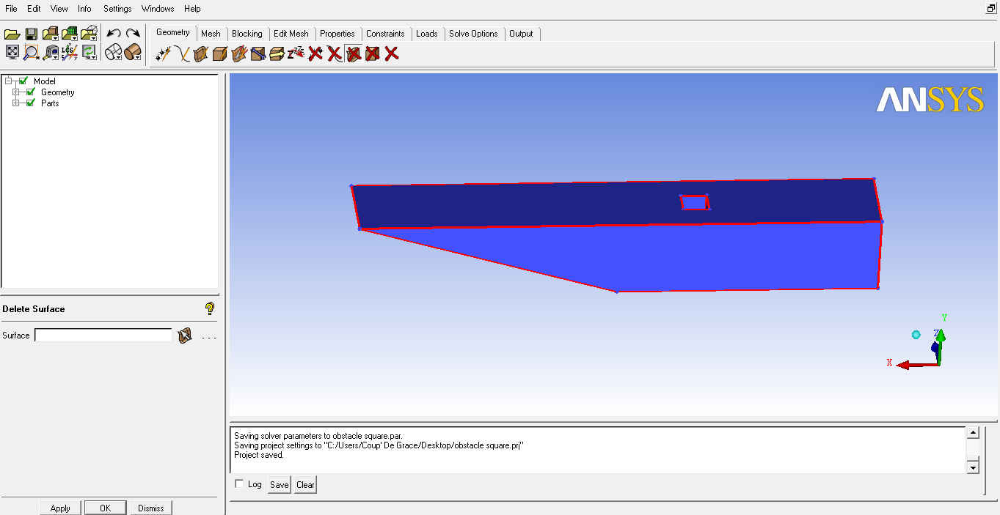 File Edit View Info Settings Windows Help
Geometry Mesh Blocking Edit Mesh Properties Constraints Loads Solve Options Output
LCS
Z Z Z Z
Model
Geometry
Parts
ANSYS
Delete Surface
Surface
. . .
Y
Z
X
Saving solver parameters to obstacle square.par.
Saving project settings to "C:/Users/Coup' De Grace/Desktop/obstacle square.prj"
Project saved.
Log Save Clear
Apply OK Dismiss